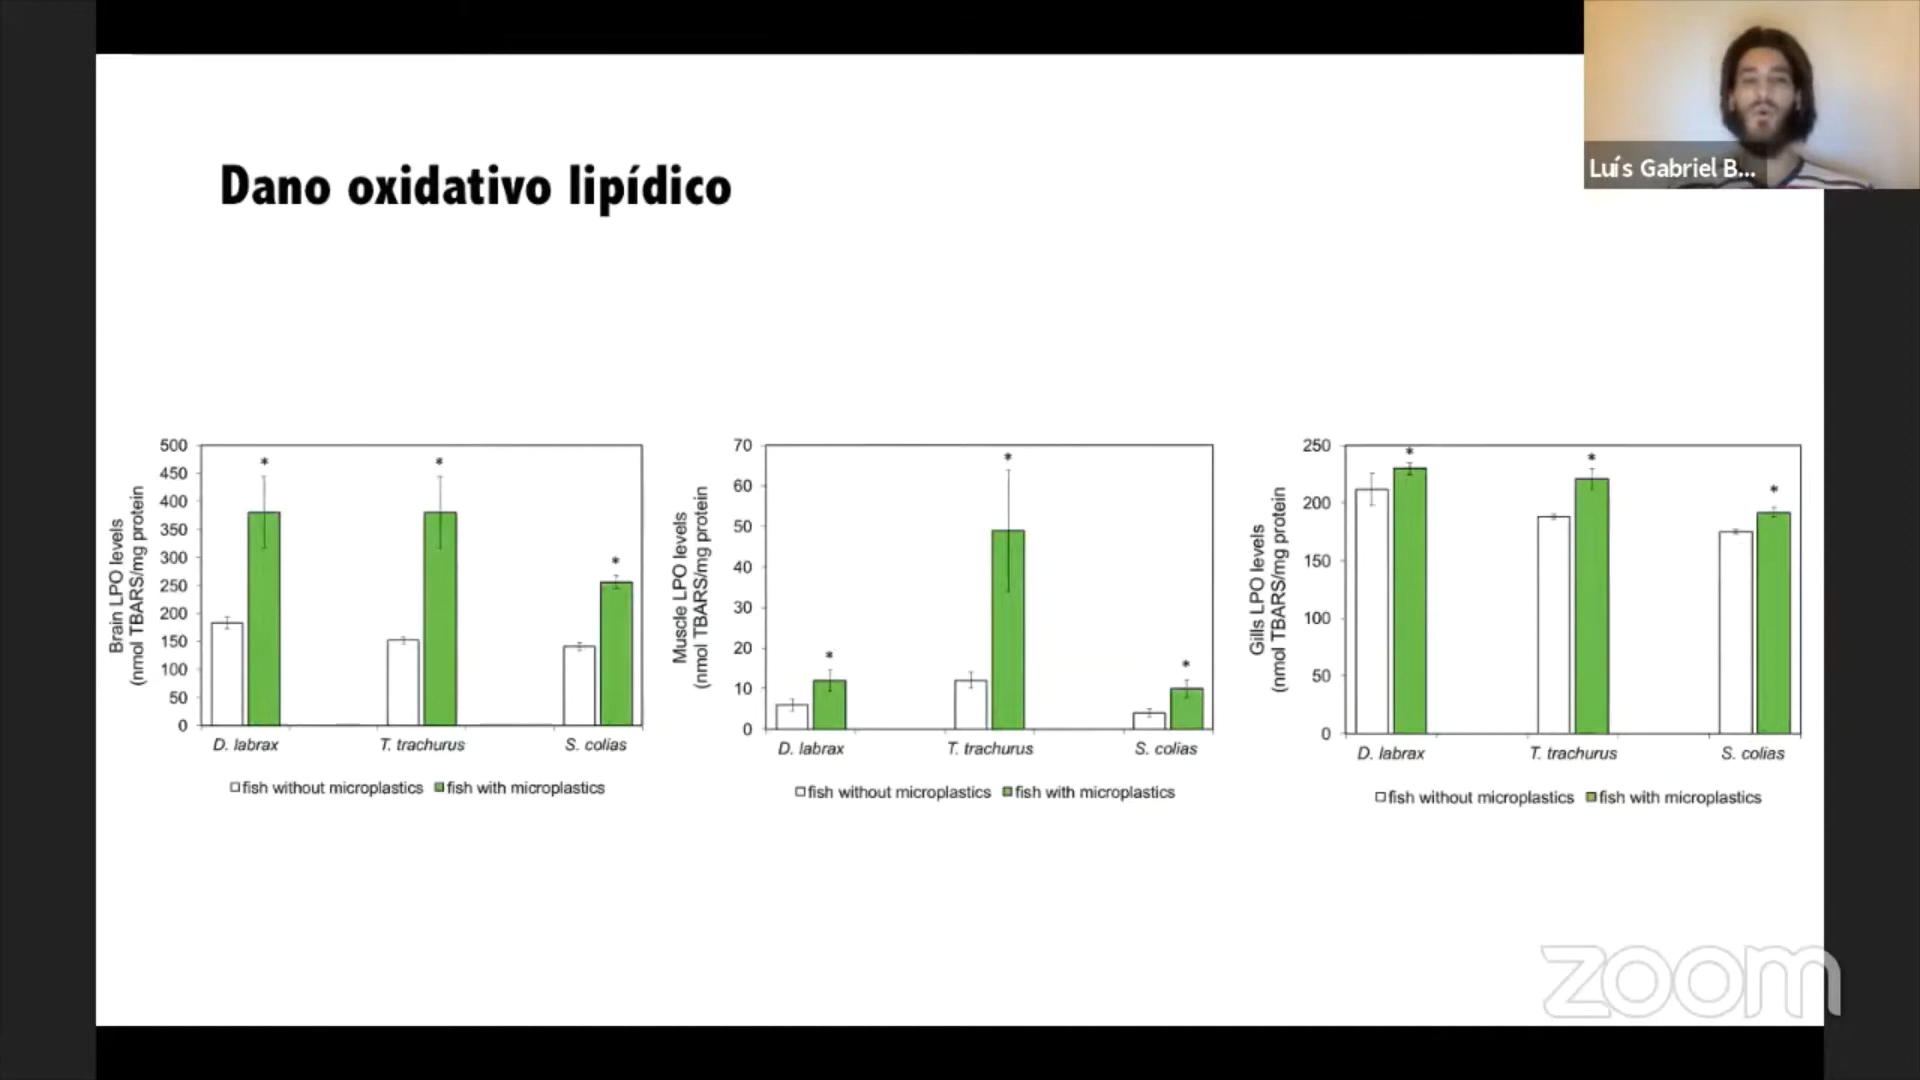 Luís Gabriel B...
Dano oxidativo lipídico
Brain LPO levels
(nmol TBARS/mg protein
500
450
400
350
300
250
200
150
100
50
0
*
*
*
D. labrax
T. trachurus
S. colias
fish without microplastics fish with microplastics
Muscle LPO levels
(nmol TBARS/mg protein
70
60
50
40
30
20
10
0
*
*
*
D. labrax
T. trachurus
S. colias
fish without microplastics fish with microplastics
Gills LPO levels
(nmol TBARS/mg protein
250
200
150
100
50
0
*
*
*
D. labrax
T. trachurus
S. colias
fish without microplastics fish with microplastics
zoom